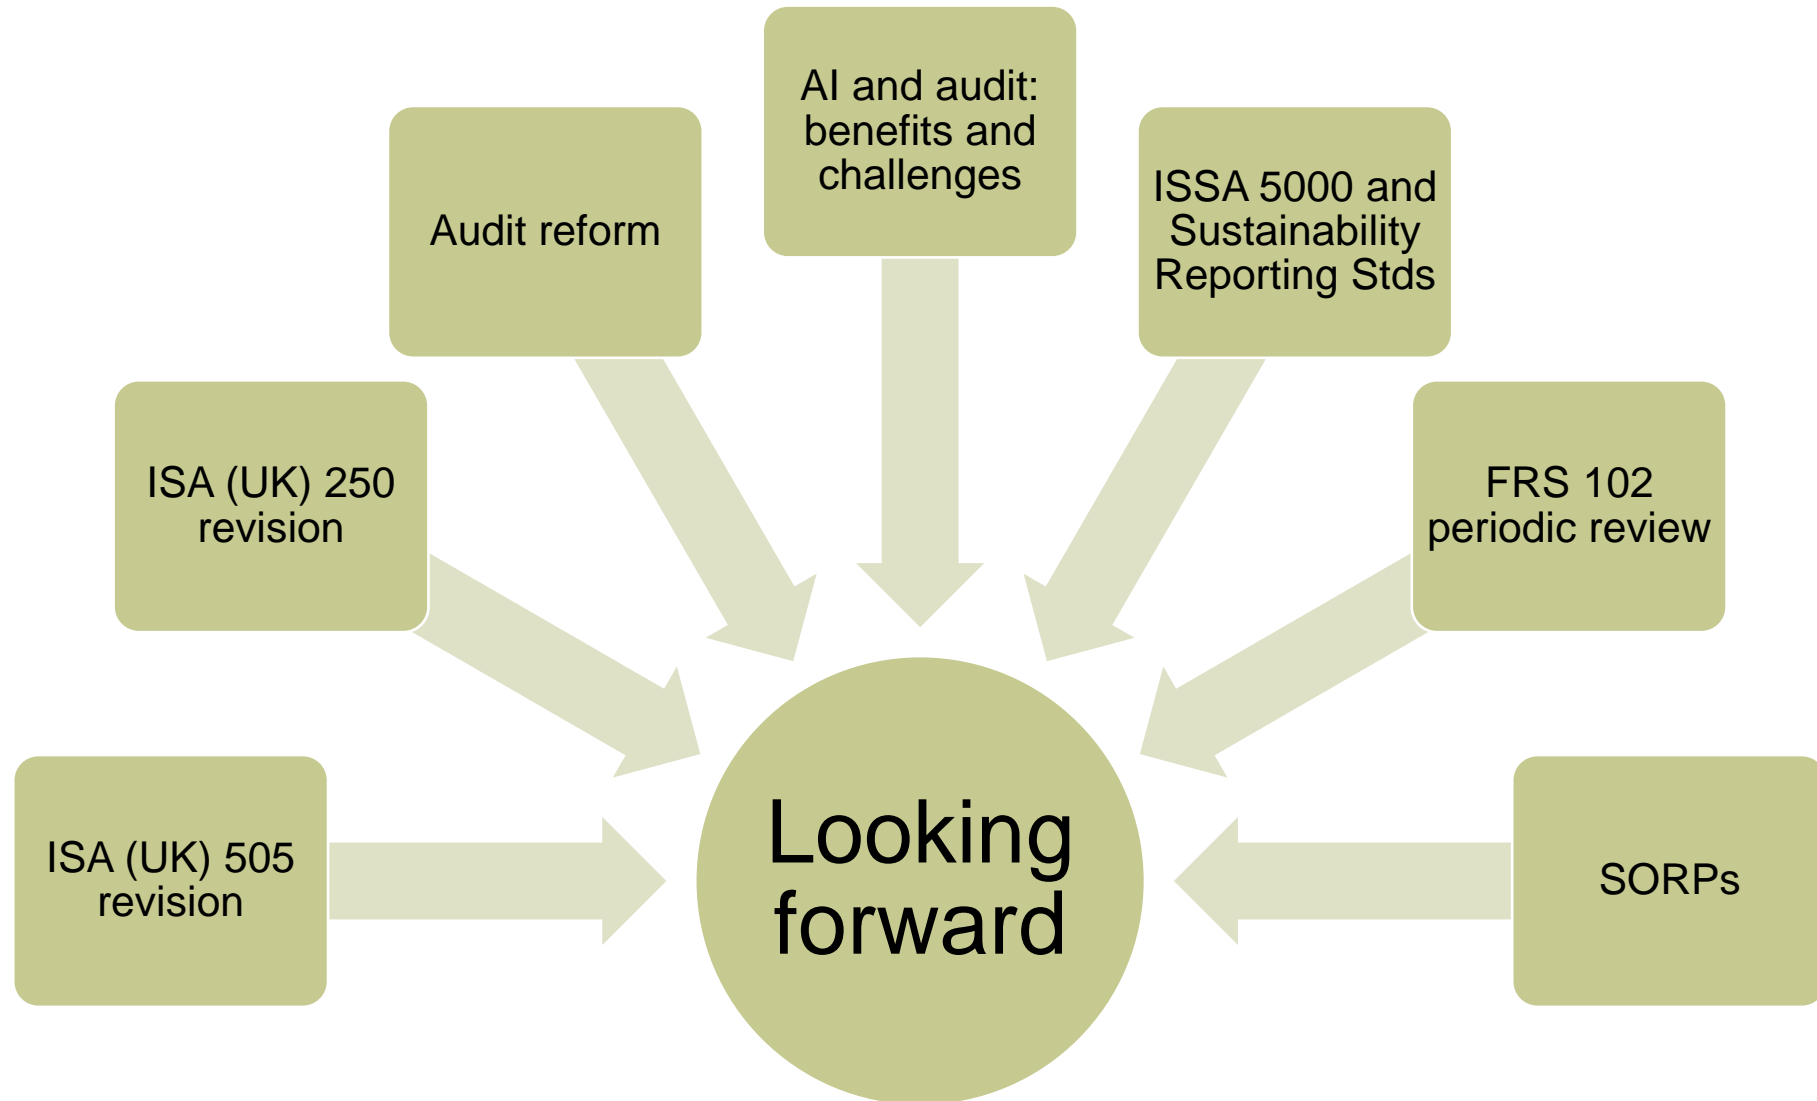 AI and audit:
benefits and
challenges
Audit reform
ISSA 5000 and
Sustainability
Reporting Stds
ISA (UK) 250
revision
FRS 102
periodic review
ISA (UK) 505
revision
Looking
forward
SORPs